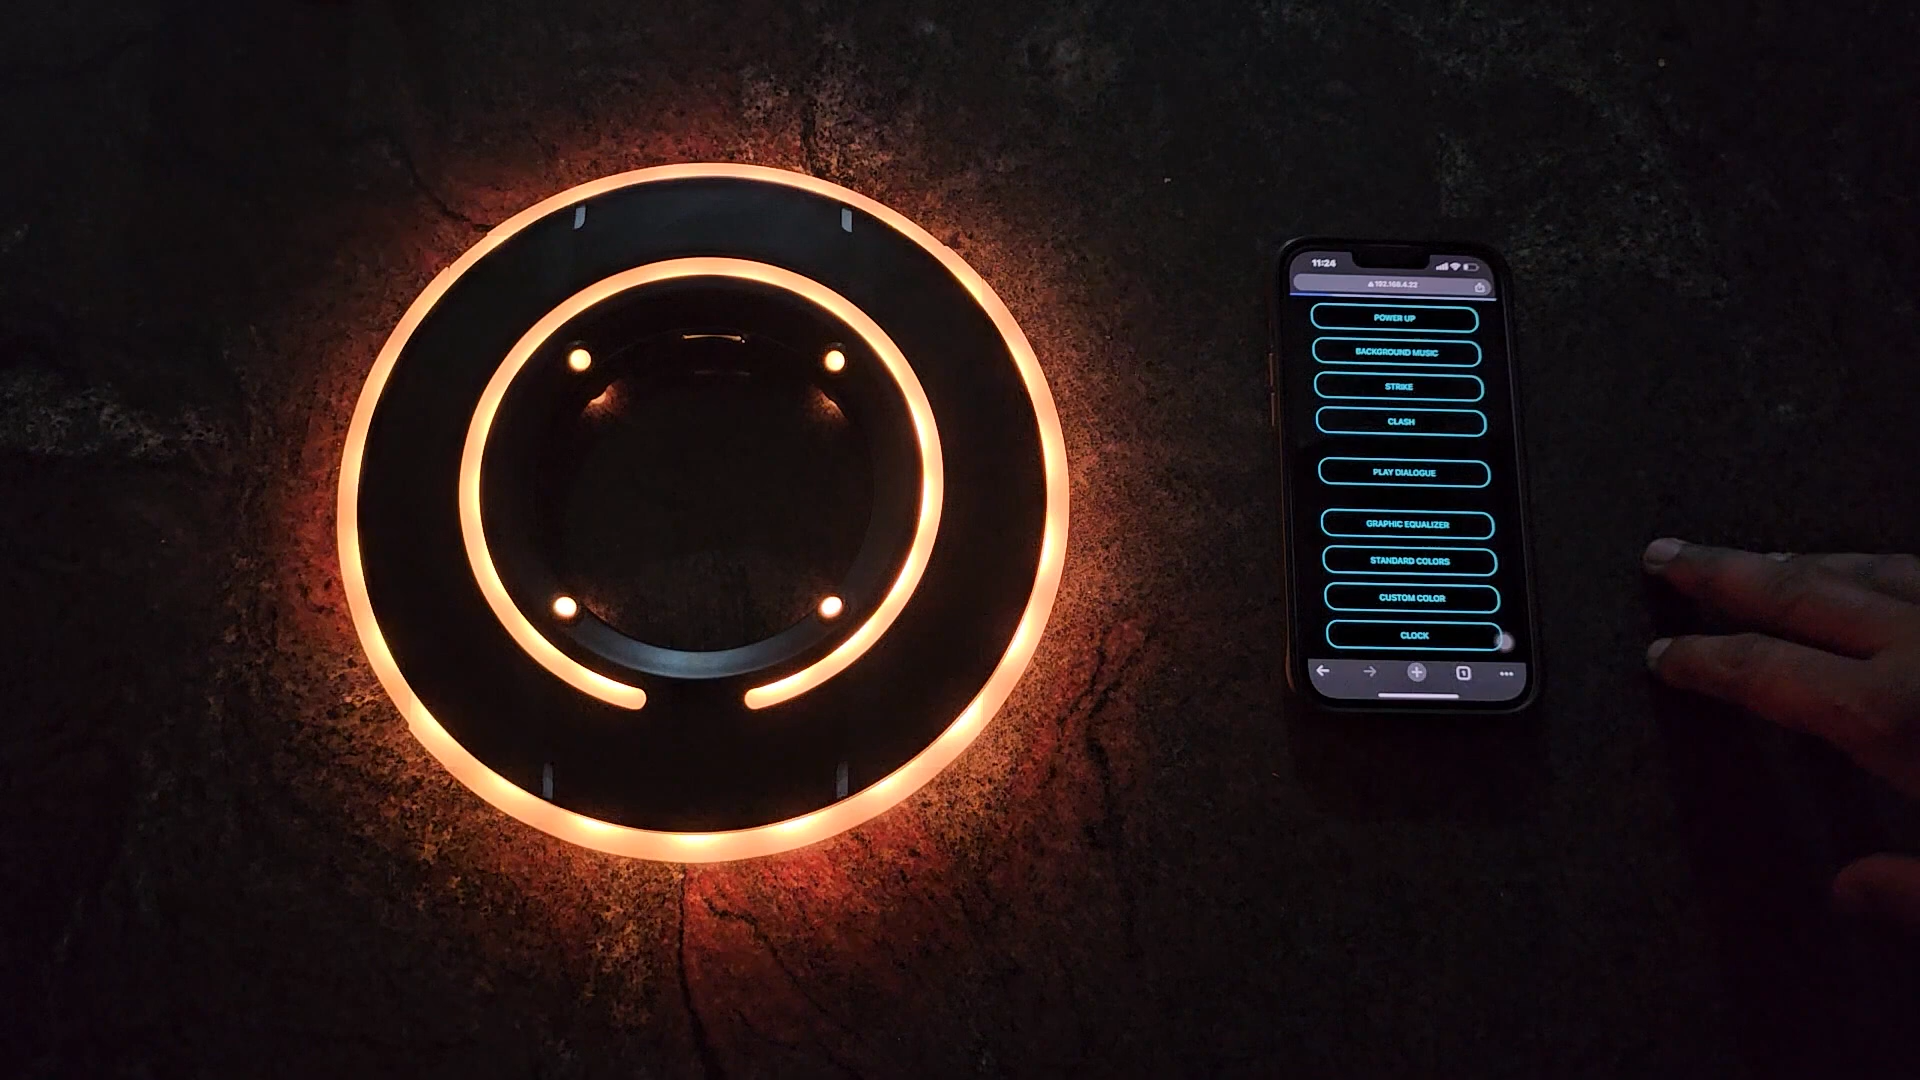 11:24
192.168.4.22
POWER UP
BACKGROUND MUSIC
STRIKE
CLASH
PLAY DIALOGUE
GRAPHIC EQUALIZER
STANDARD COLORS
CUSTOM COLOR
CLOCK